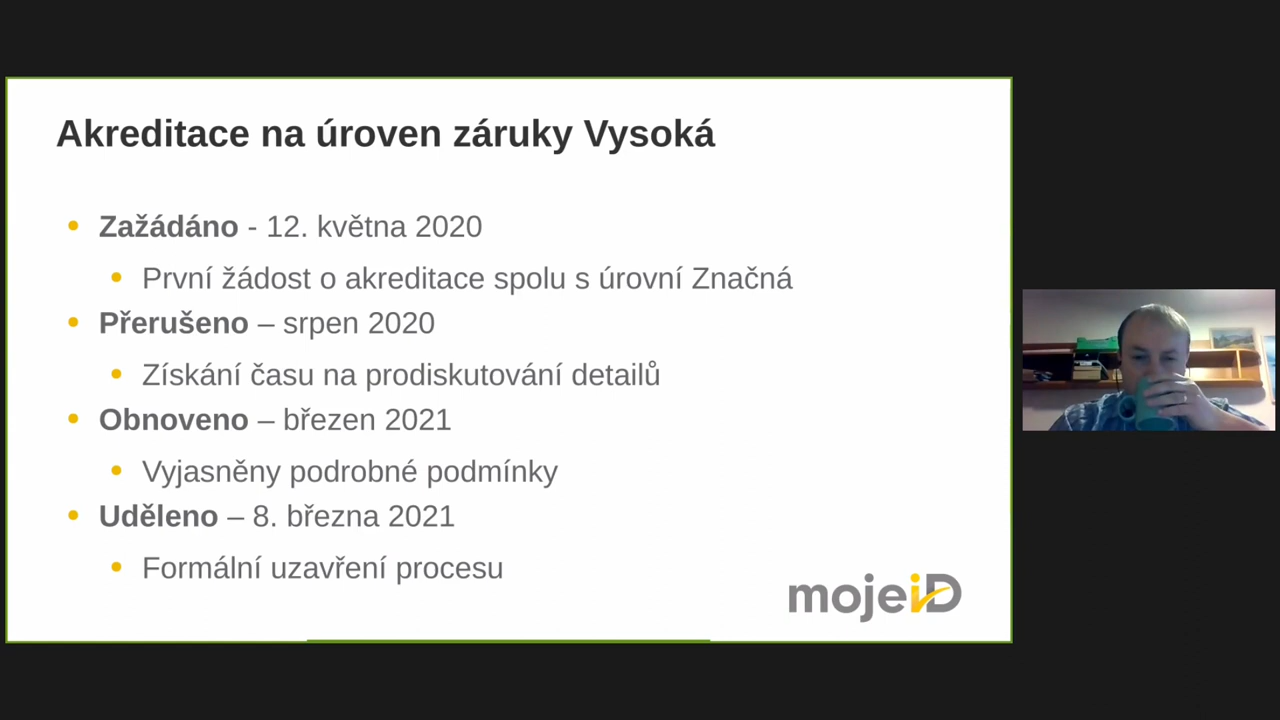 Akreditace na úroven záruky Vysoká
Zažádáno - 12. května 2020
První žádost o akreditace spolu s úrovní Značná
Přerušeno – srpen 2020
Získání času na prodiskutování detailů
Obnoveno – březen 2021
Vyjasněny podrobné podmínky
Uděleno – 8. března 2021
Formální uzavření procesu
mojeiD